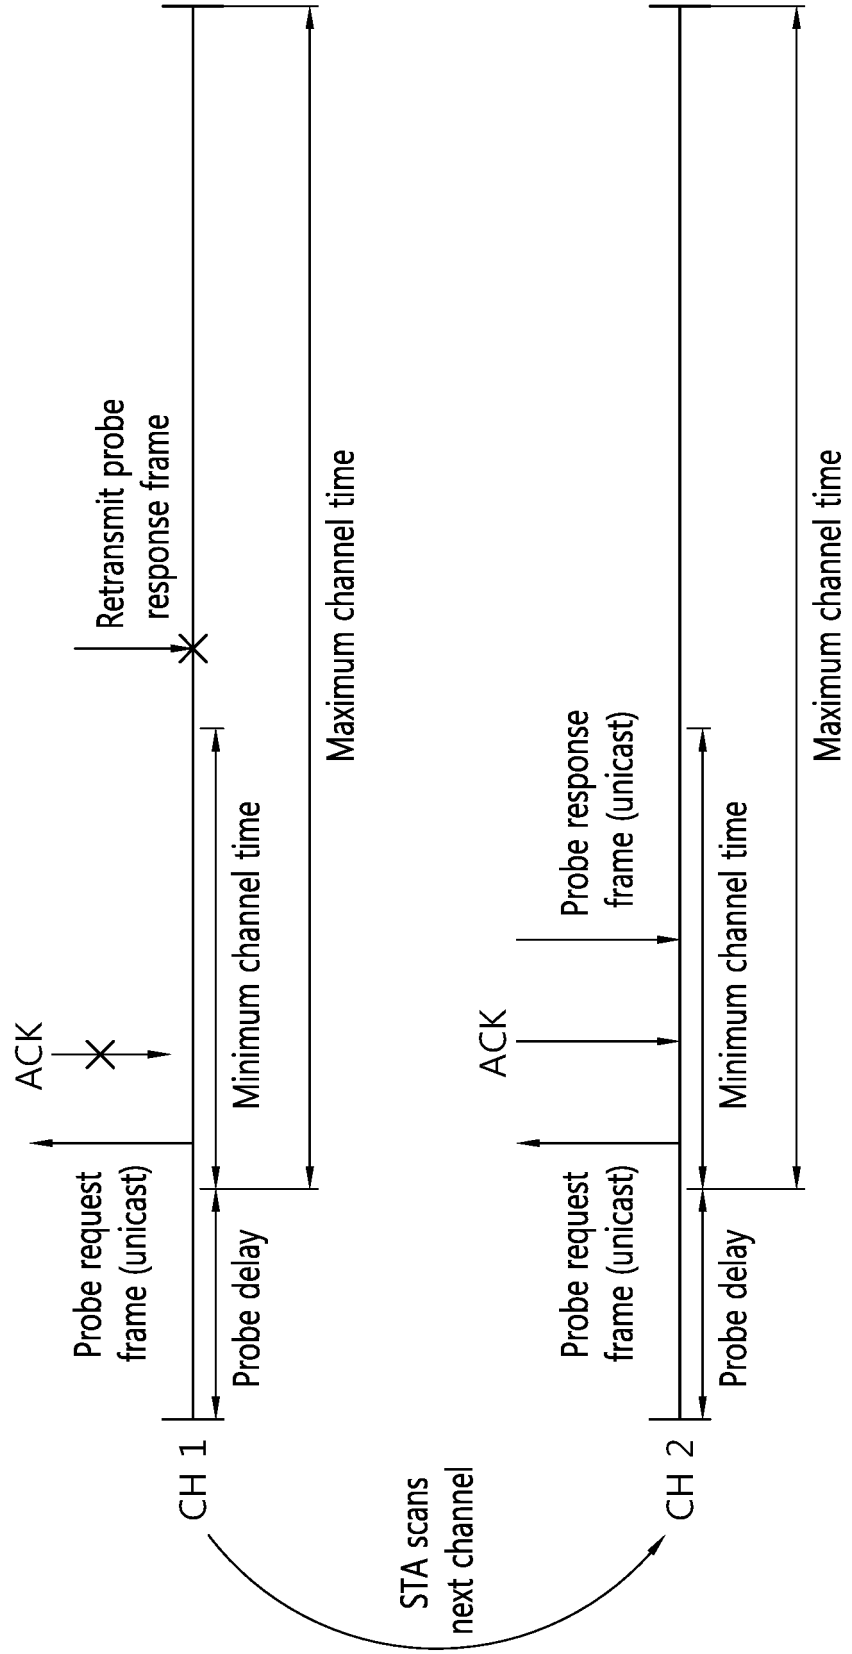 ACK
Probe request
frame (unicast)
Retransmit probe
response frame
CH 1
Probe delay
Minimum channel time
Maximum channel time
STA scans
next channel
ACK
Probe request
frame (unicast)
Probe response
frame (unicast)
CH 2
Probe delay
Minimum channel time
Maximum channel time